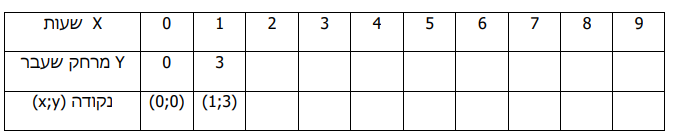 X שעות 0 1 2 3 4 5 6 7 8 9
Y מרחק שעבר 0 3
נקודה (x;y) (0;0) (1;3)